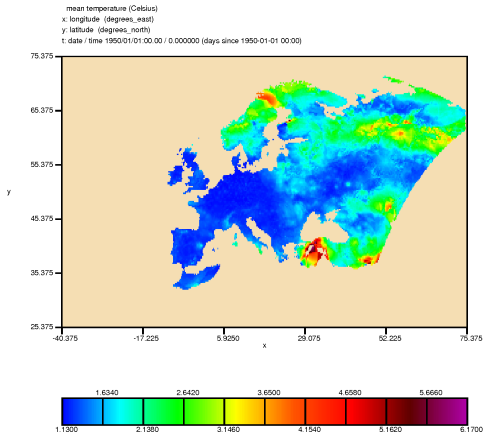 mean temperature (Celsius)
x: longitude (degrees_east)
y: latitude (degrees_north)
t: date / time 1950/01/01:00.00 / 0.000000 (days since 1950-01-01 00:00)
75.375
65.375
55.375
y
45.375
35.375
25.375
-40.375 -17.225 5.9250 29.075 52.225 75.375
x
1.6340 2.6420 3.6500 4.6580 5.6660
1.1300 2.1380 3.1460 4.1540 5.1620 6.1700